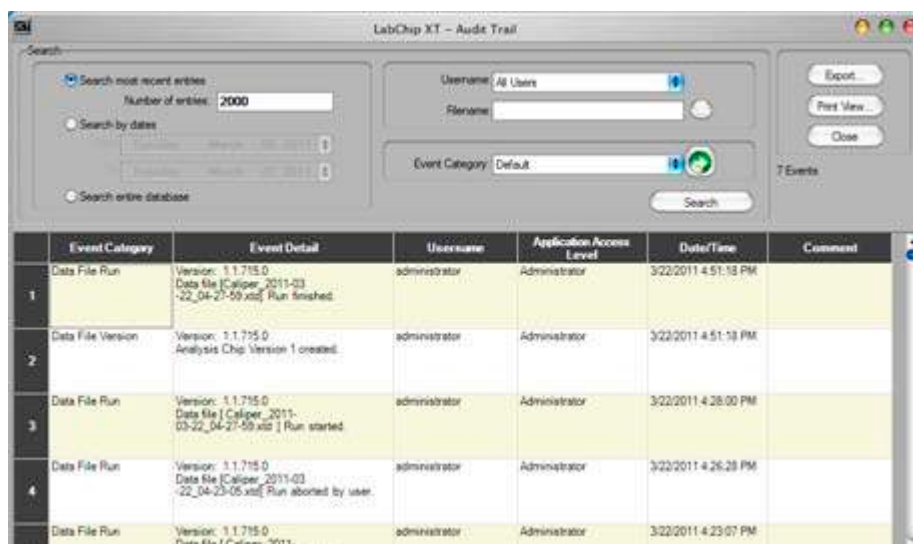 LabChip XT – Audit Trail
Search
Search most recent entries
Number of entries: 2000
Search by dates
Search entire database
Username: All Users
Filename:
Event Category: Default
Search
Export...
Print View...
Close
7 Events
Event Category Event Detail Username Application Access Level Date/Time Comment
1 Data File Run Version: 1.1.715.0 administrator Administrator 3/22/2011 4:51:18 PM
Data file [Caliper_2011-03
-22_04-27-59.xtd[ Run finished.
2 Data File Version Version: 1.1.715.0 administrator Administrator 3/22/2011 4:51:18 PM
Analysis Chip Version 1 created.
3 Data File Run Version: 1.1.715.0 administrator Administrator 3/22/2011 4:28:00 PM
Data file [ Caliper_2011-
03-22_04-27-59.xtd ] Run started.
4 Data File Run Version: 1.1.715.0 administrator Administrator 3/22/2011 4:26:28 PM
Data file [Caliper_2011-03
-22_04-23-05.xtd[ Run aborted by user.
Data File Run Version: 1.1.715.0 administrator Administrator 3/22/2011 4:23:07 PM
Data file [ Caliper_2011-